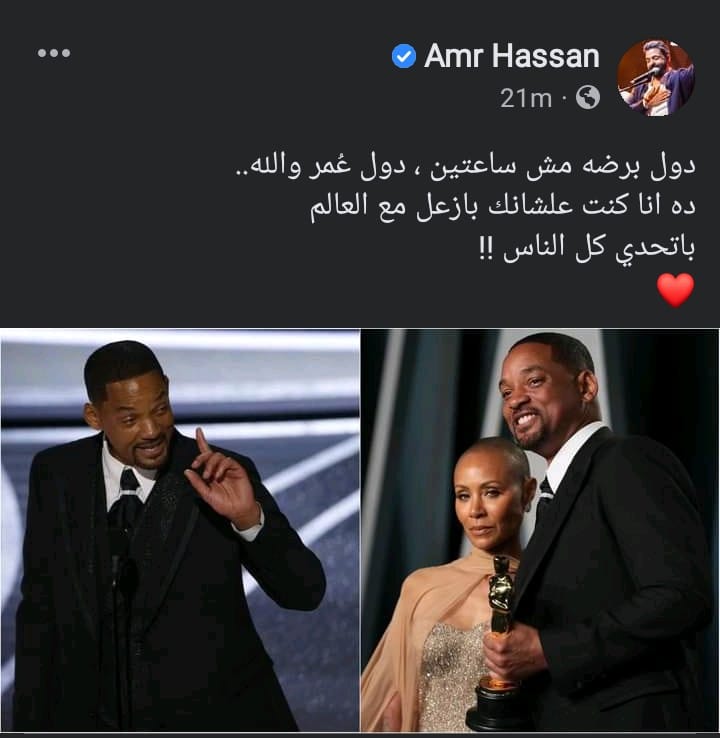 Amr Hassan
21m ·
دول برضه مش ساعتين ، دول عُمر والله..
ده انا كنت علشانك بازعل مع العالم
باتحدي كل الناس !!